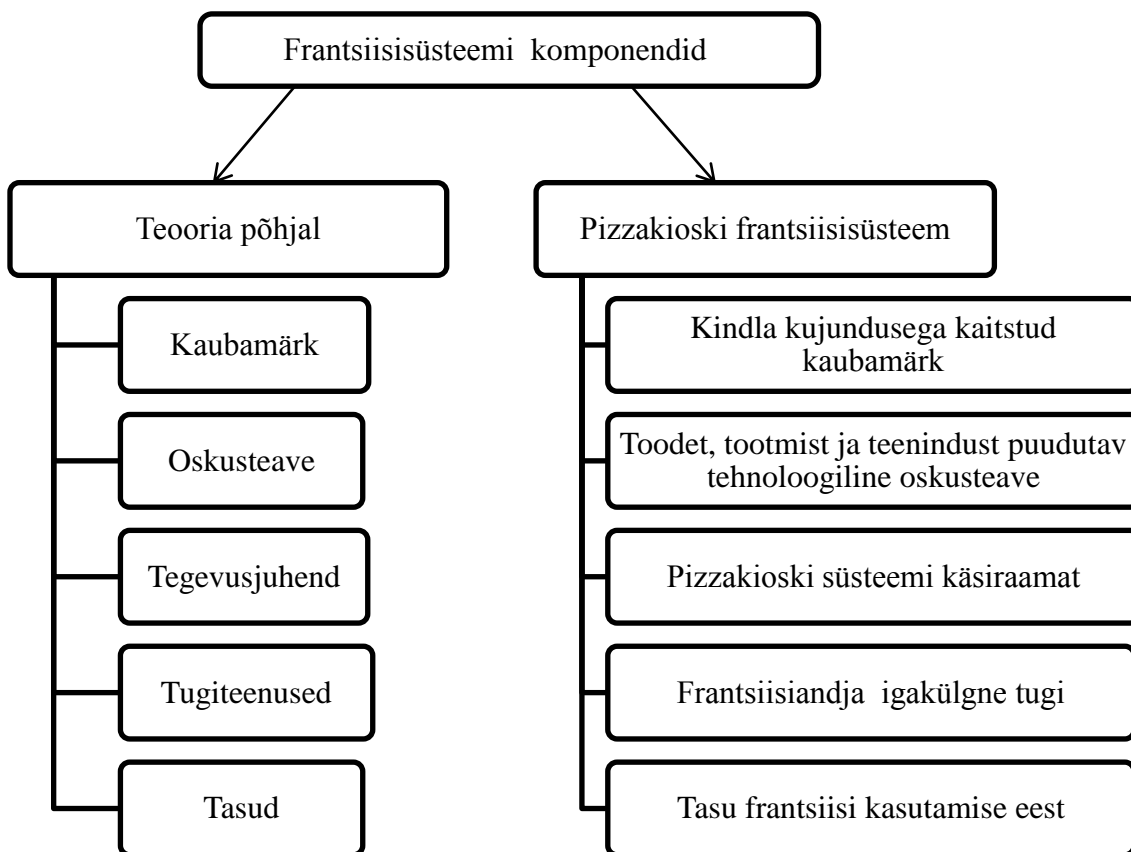 Frantsiisisüsteemi komponendid
Teooria põhjal
Kaubamärk
Oskusteave
Tegevusjuhend
Tugiteenused
Tasud
Pizzakioski frantsiisisüsteem
Kindla kujundusega kaitstud
kaubamärk
Toodet, tootmist ja teenindust puudutav
tehnoloogiline oskusteave
Pizzakioski süsteemi käsiraamat
Frantsiisiandja igakülgne tugi
Tasu frantsiisi kasutamise eest